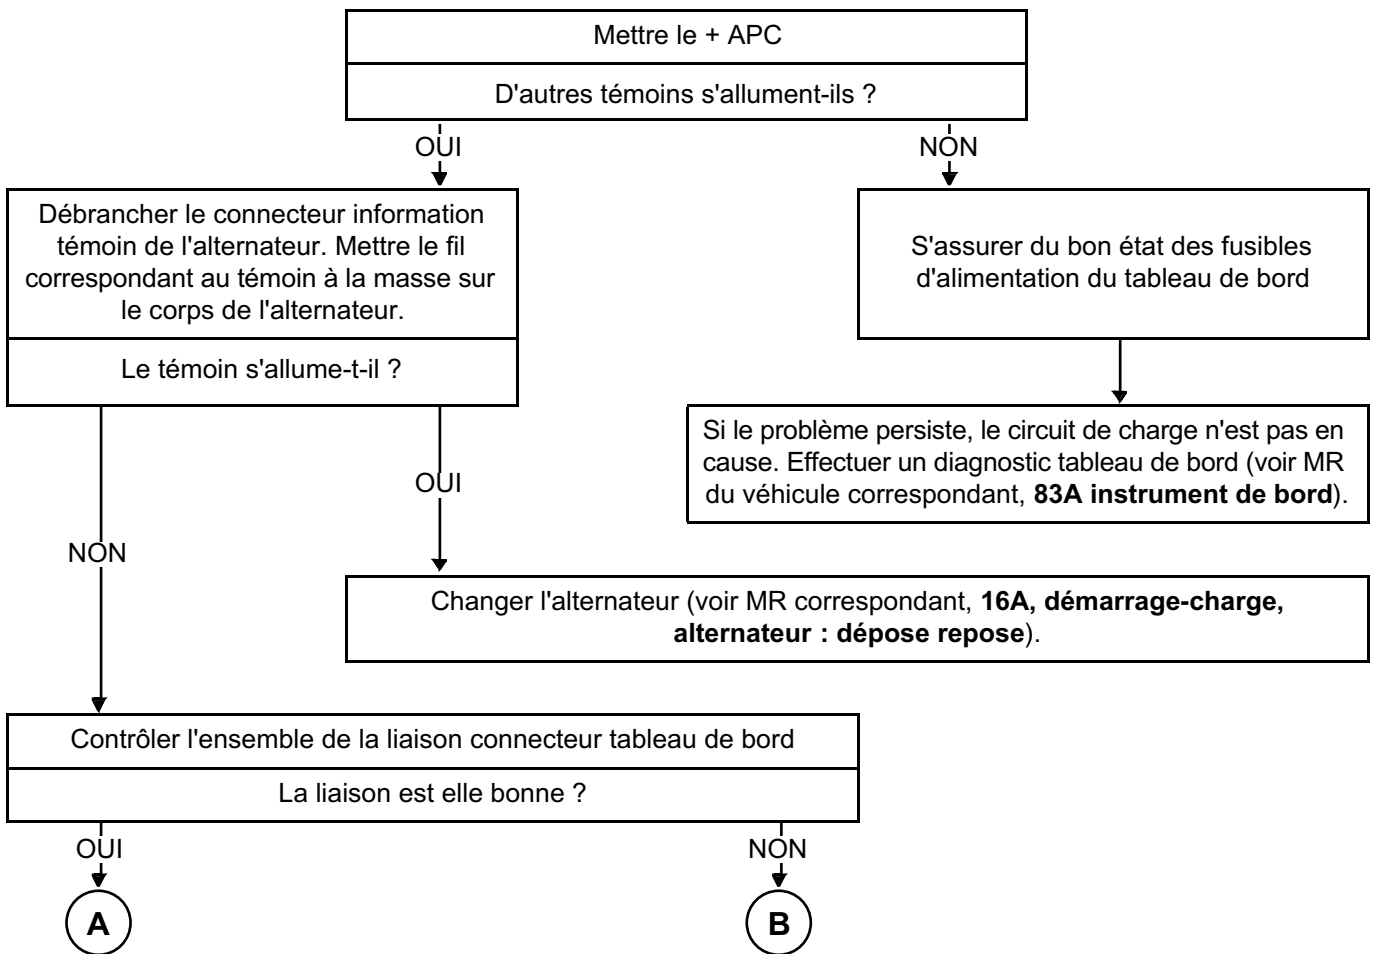 Mettre le + APC
D'autres témoins s'allument-ils ?
OUI
NON
Débrancher le connecteur information
témoin de l'alternateur. Mettre le fil
correspondant au témoin à la masse sur
le corps de l'alternateur.
Le témoin s'allume-t-il ?
S'assurer du bon état des fusibles
d'alimentation du tableau de bord
Si le problème persiste, le circuit de charge n'est pas en
cause. Effectuer un diagnostic tableau de bord (voir MR
du véhicule correspondant, 83A instrument de bord).
OUI
NON
Changer l'alternateur (voir MR correspondant, 16A, démarrage-charge,
alternateur : dépose repose).
Contrôler l'ensemble de la liaison connecteur tableau de bord
La liaison est elle bonne ?
OUI
NON
A
B